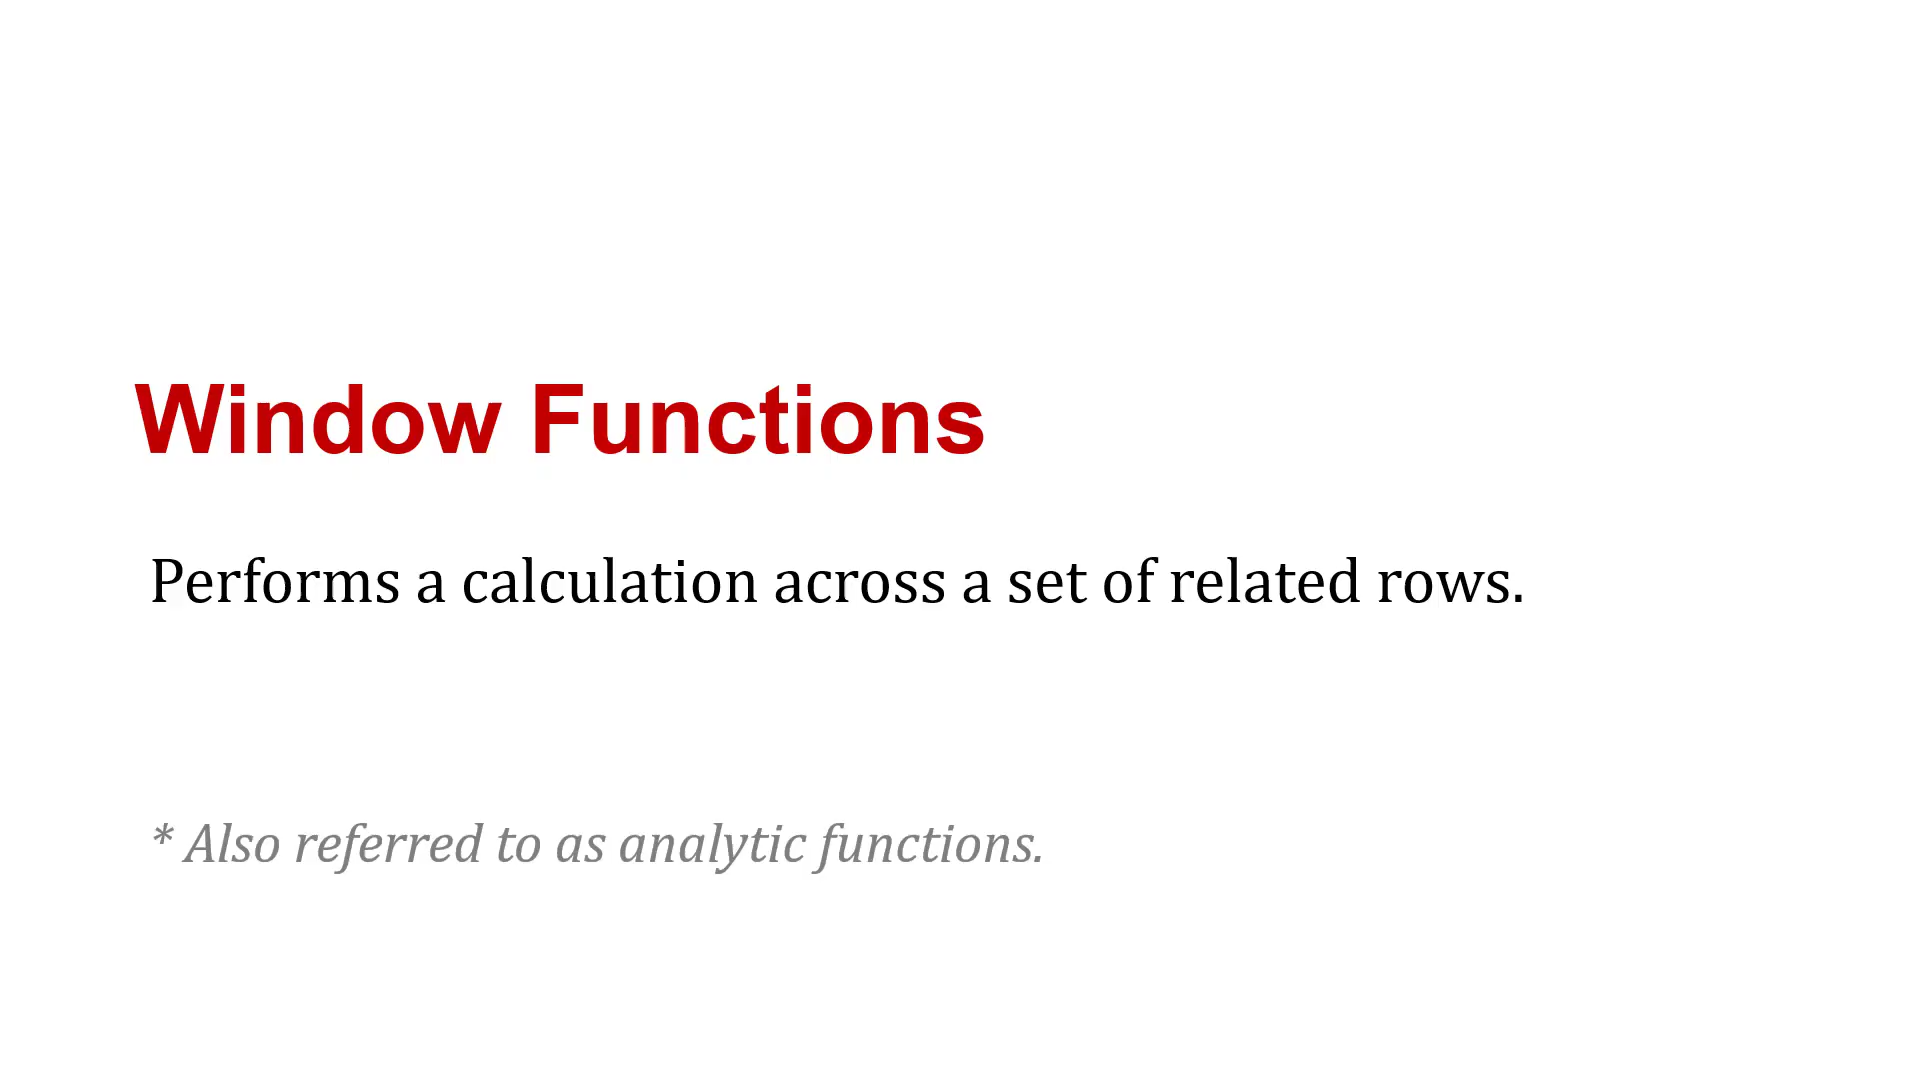 Window Functions
Performs a calculation across a set of related rows.
* Also referred to as analytic functions.